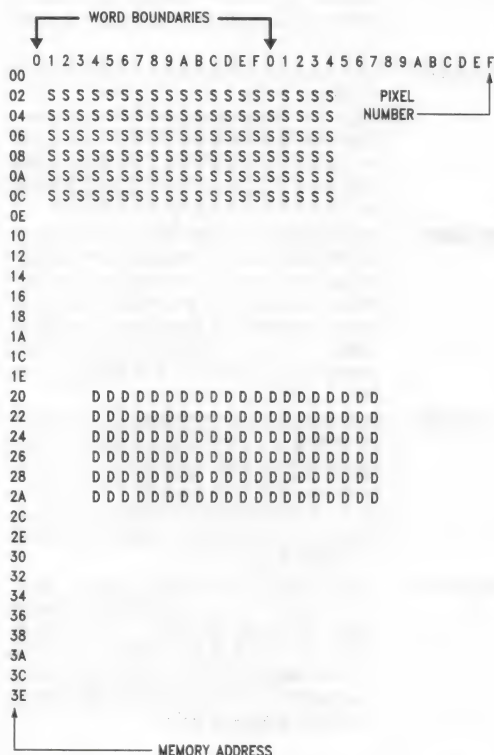 WORD BOUNDARIES
0 1 2 3 4 5 6 7 8 9 A B C D E F 0 1 2 3 4 5 6 7 8 9 A B C D E F
00
02 S S S S S S S S S S S S S S S S S S S S PIXEL
04 S S S S S S S S S S S S S S S S S S S S NUMBER
06 S S S S S S S S S S S S S S S S S S S S
08 S S S S S S S S S S S S S S S S S S S S
0A S S S S S S S S S S S S S S S S S S S S
0C S S S S S S S S S S S S S S S S S S S S
0E
10
12
14
16
18
1A
1C
1E
20 D D D D D D D D D D D D D D D D D D D D
22 D D D D D D D D D D D D D D D D D D D D
24 D D D D D D D D D D D D D D D D D D D D
26 D D D D D D D D D D D D D D D D D D D D
28 D D D D D D D D D D D D D D D D D D D D
2A D D D D D D D D D D D D D D D D D D D D
2C
2E
30
32
34
36
38
3A
3C
3E
MEMORY ADDRESS